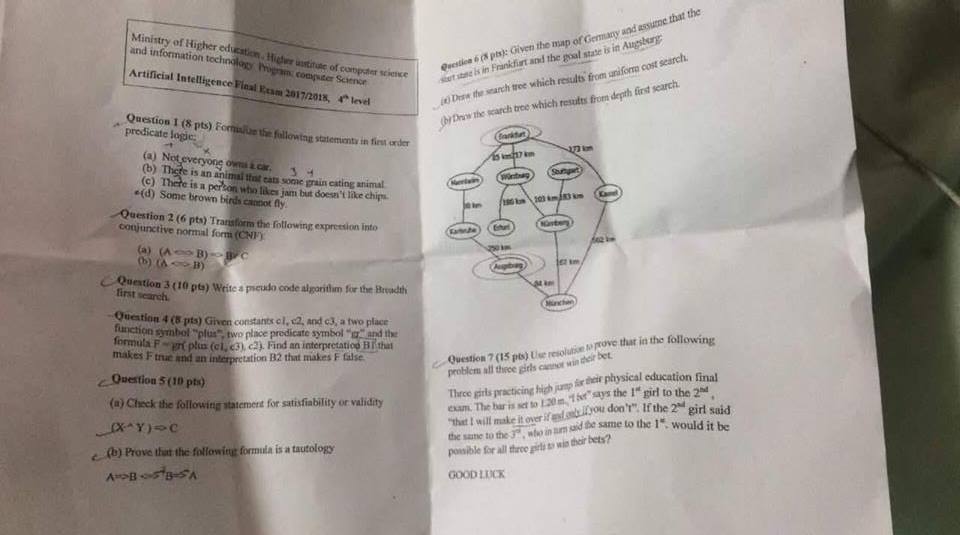 Ministry of Higher education, Higher institute of computer science
and information technology Program: computer Science
Artificial Intelligence Final Exam 2017/2018, 4th level
Question 1 (8 pts) Formalize the following statements in first order
predicate logic:
(a) Not everyone owns a car.
(b) There is an animal that eats some grain eating animal.
(c) There is a person who likes jam but doesn't like chips.
(d) Some brown birds cannot fly.
Question 2 (6 pts) Transform the following expression into
conjunctive normal form (CNF):
(a) (A <=> B) => B C
(b) (A <=> B)
Question 3 (10 pts) Write a pseudo code algorithm for the Breadth
first search.
Question 4 (8 pts) Given constants c1, c2, and c3, a two place
function symbol "plus", two place predicate symbol "gr" and the
formula F = gr( plus (c1, c3), c2). Find an interpretation B1 that
makes F true and an interpretation B2 that makes F false.
Question 5 (10 pts)
(a) Check the following statement for satisfiability or validity
(X^Y)=>C
(b) Prove that the following formula is a tautology
A=>B B A
Question 6 (8 pts): Given the map of Germany and assume that the
start state is in Frankfurt and the goal state is in Augsburg:
(a) Draw the search tree which results from uniform cost search.
(b) Draw the search tree which results from depth first search.
Frankfurt
85 km 217 km 173 km
Mannheim Würzburg Stuttgart Kassel
186 km 103 km 183 km
Karlsruhe Erfurt Nürnberg
250 km 502 km
Augsburg 167 km
84 km
München
Question 7 (15 pts) Use resolution to prove that in the following
problem all three girls cannot win their bet.
Three girls practicing high jump for their physical education final
exam. The bar is set to 1.20 m. "I bet" says the 1st girl to the 2nd,
"that I will make it over if and only if you don't". If the 2nd girl said
the same to the 3rd, who in turn said the same to the 1st. would it be
possible for all three girls to win their bets?
GOOD LUCK